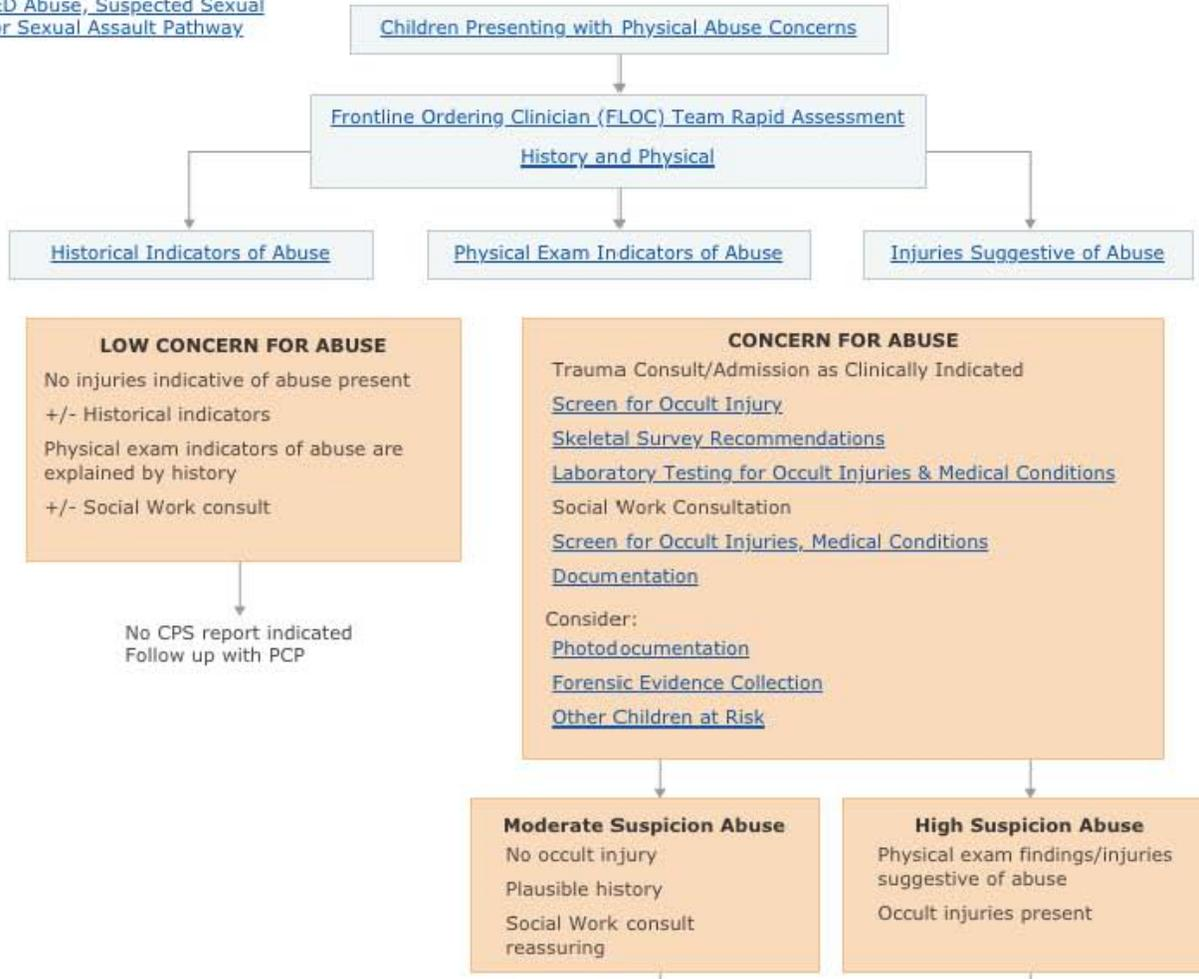 ED Abuse, Suspected Sexual
or Sexual Assault Pathway
Children Presenting with Physical Abuse Concerns
Frontline Ordering Clinician (FLOC) Team Rapid Assessment
History and Physical
Historical Indicators of Abuse
Physical Exam Indicators of Abuse
Injuries Suggestive of Abuse
LOW CONCERN FOR ABUSE
No injuries indicative of abuse present
+/- Historical indicators
Physical exam indicators of abuse are
explained by history
+/- Social Work consult
No CPS report indicated
Follow up with PCP
CONCERN FOR ABUSE
Trauma Consult/Admission as Clinically Indicated
Screen for Occult Injury
Skeletal Survey Recommendations
Laboratory Testing for Occult Injuries & Medical Conditions
Social Work Consultation
Screen for Occult Injuries, Medical Conditions
Documentation
Consider:
Photodocumentation
Forensic Evidence Collection
Other Children at Risk
Moderate Suspicion Abuse
No occult injury
Plausible history
Social Work consult
reassuring
High Suspicion Abuse
Physical exam findings/injuries
suggestive of abuse
Occult injuries present